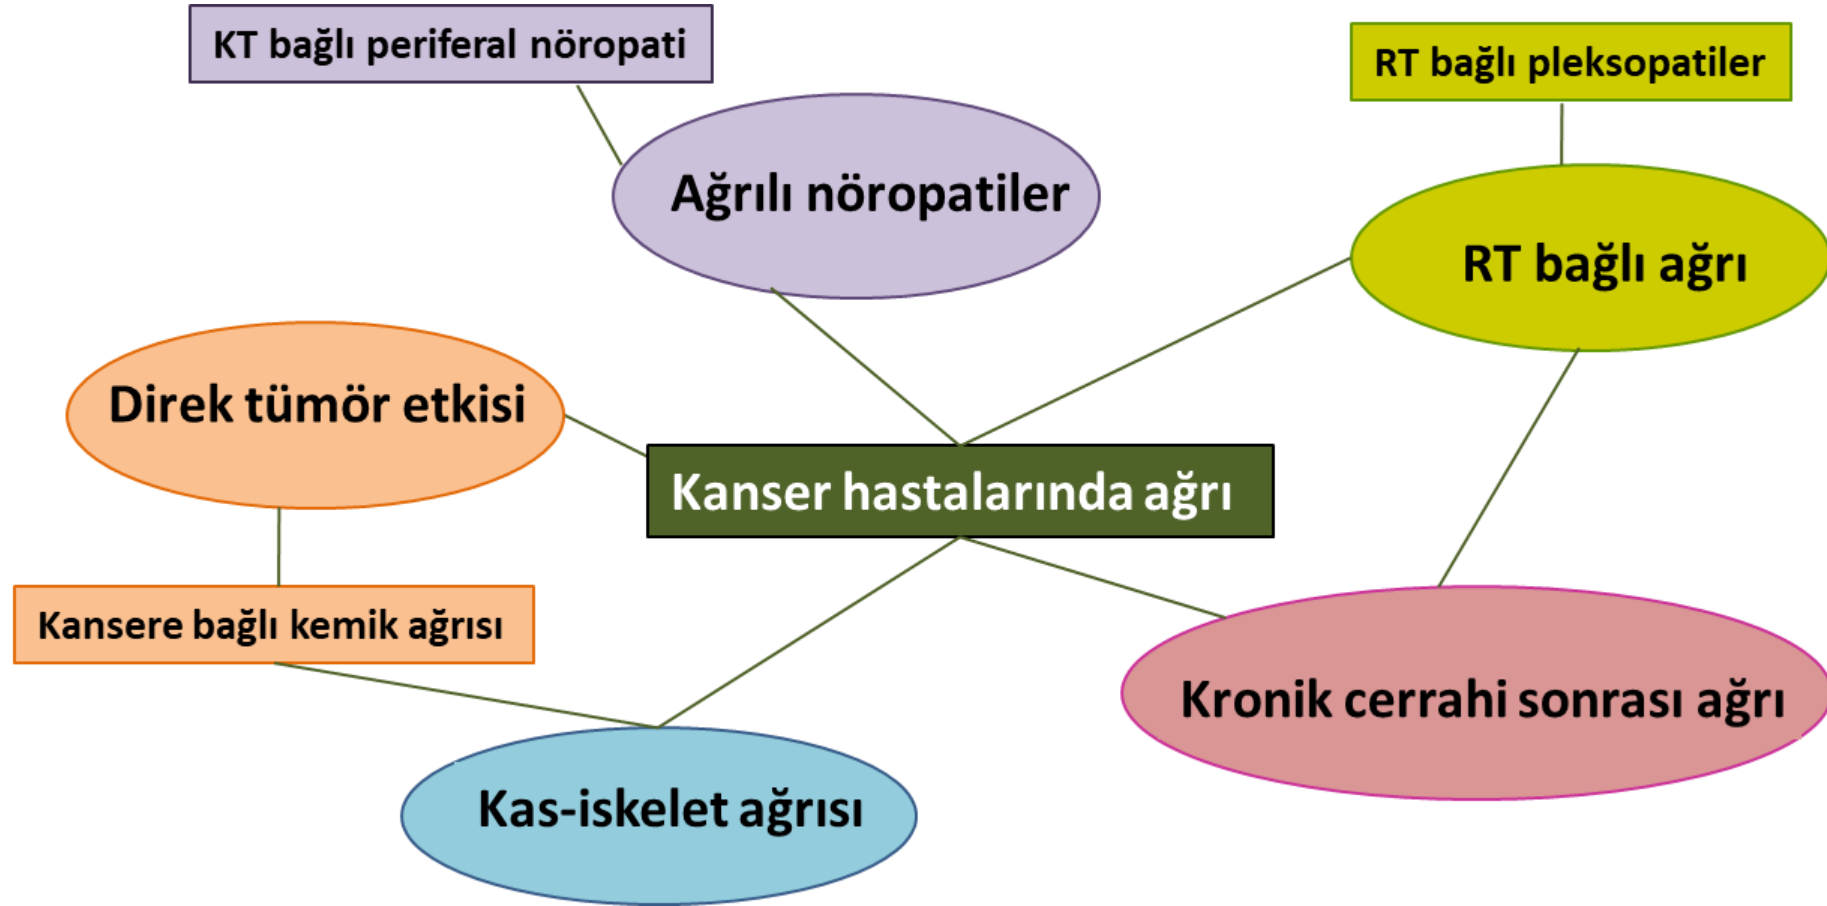 KT bağlı periferal nöropati
RT bağlı pleksopatiler
Ağrılı nöropatiler
RT bağlı ağrı
Direk tümör etkisi
Kanser hastalarında ağrı
Kansere bağlı kemik ağrısı
Kronik cerrahi sonrası ağrı
Kas-iskelet ağrısı